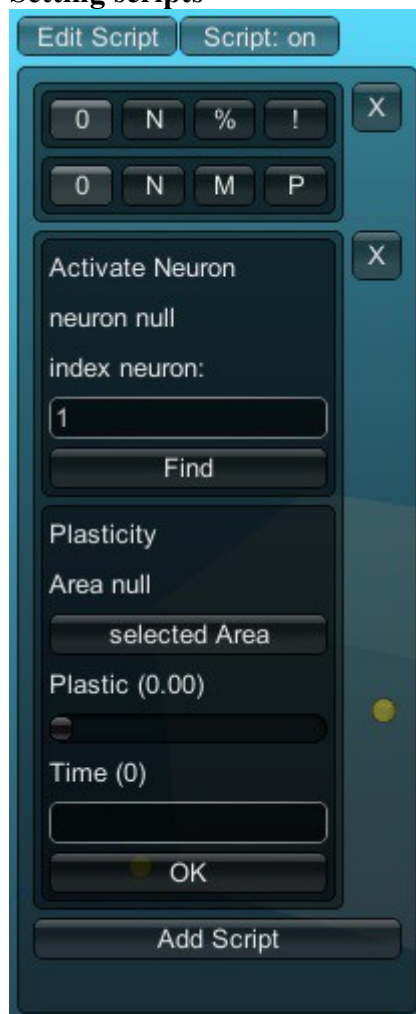 Setting scripts
Edit Script Script: on
0 N % ! X
0 N M P
Activate Neuron X
neuron null
index neuron:
1
Find
Plasticity
Area null
selected Area
Plastic (0.00)
Time (0)
OK
Add Script